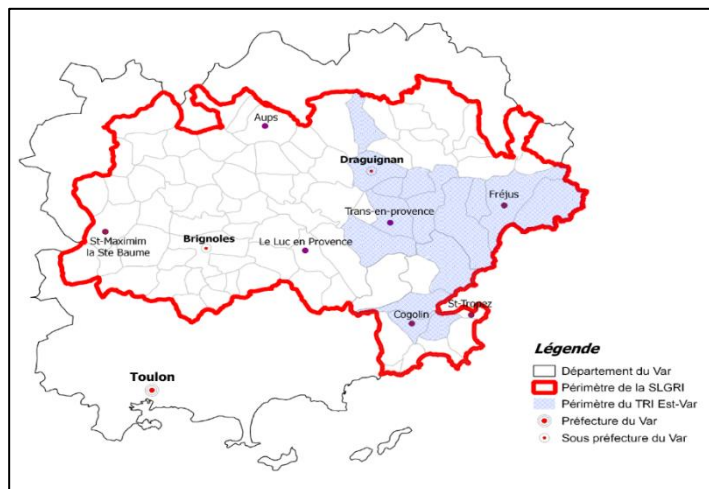 Aups
Draguignan
Fréjus
Trans-en-provence
St-Maximim
la Ste Baume
Brignoles
Le Luc en Provence
St-Tropez
Cogolin
Toulon
Légende
Département du Var
Périmètre de la SLGRI
Périmètre du TRI Est-Var
Préfecture du Var
Sous préfecture du Var